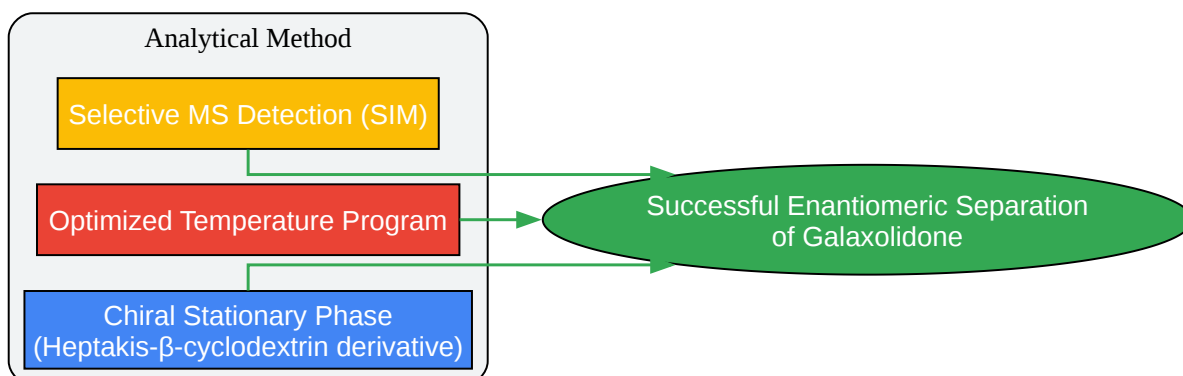 Analytical Method
Selective MS Detection (SIM)
Optimized Temperature Program
Chiral Stationary Phase
(Heptakis-β-cyclodextrin derivative)
Successful Enantiomeric Separation
of Galaxolidone